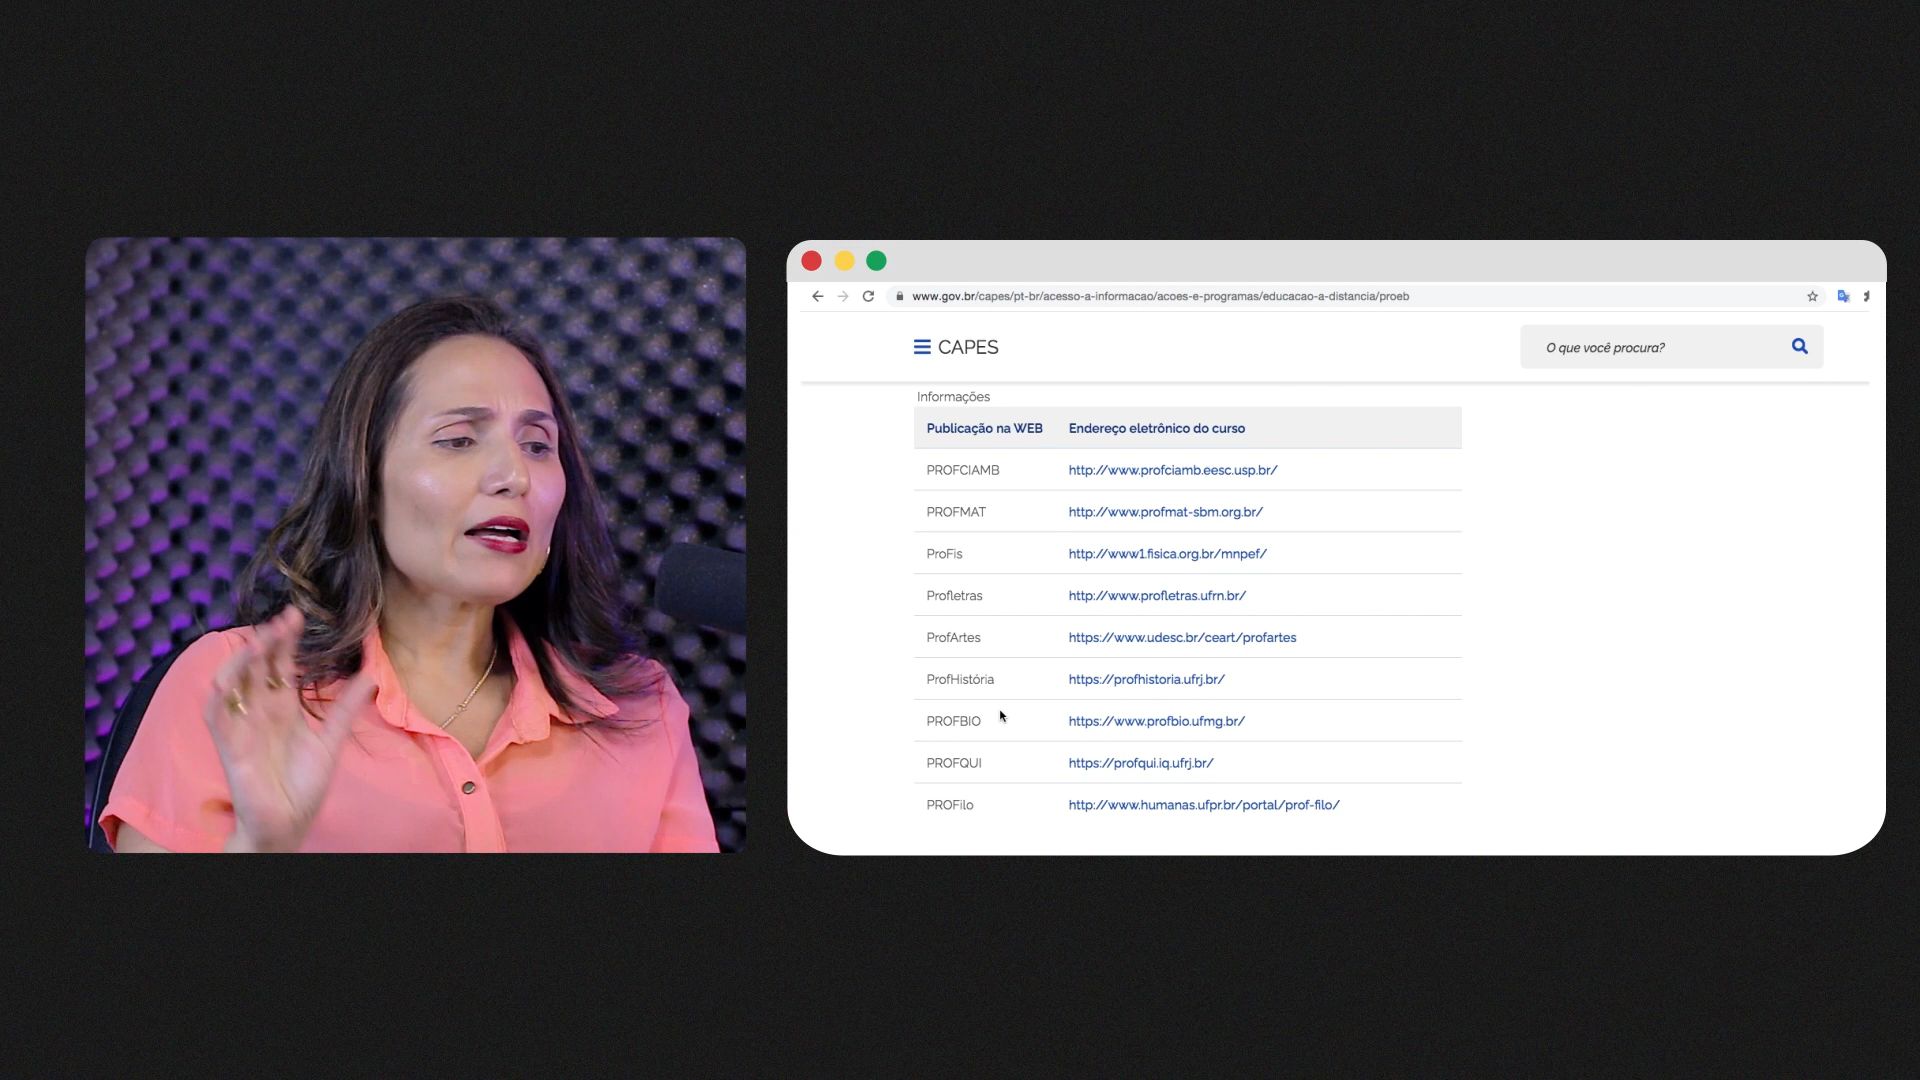 www.gov.br/capes/pt-br/acesso-a-informacao/acoes-e-programas/educacao-a-distancia/proeb
CAPES
O que você procura?
Informações
Publicação na WEB Endereço eletrônico do curso
PROFCIAMB http://www.profciamb.eesc.usp.br/
PROFMAT http://www.profmat-sbm.org.br/
ProFis http://www1.fisica.org.br/mnpef/
Profletras http://www.profletras.ufrn.br/
ProfArtes https://www.udesc.br/ceart/profartes
ProfHistória https://profhistoria.ufrj.br/
PROFBIO https://www.profbio.ufmg.br/
PROFQUI https://profqui.iq.ufrj.br/
PROFilo http://www.humanas.ufpr.br/portal/prof-filo/